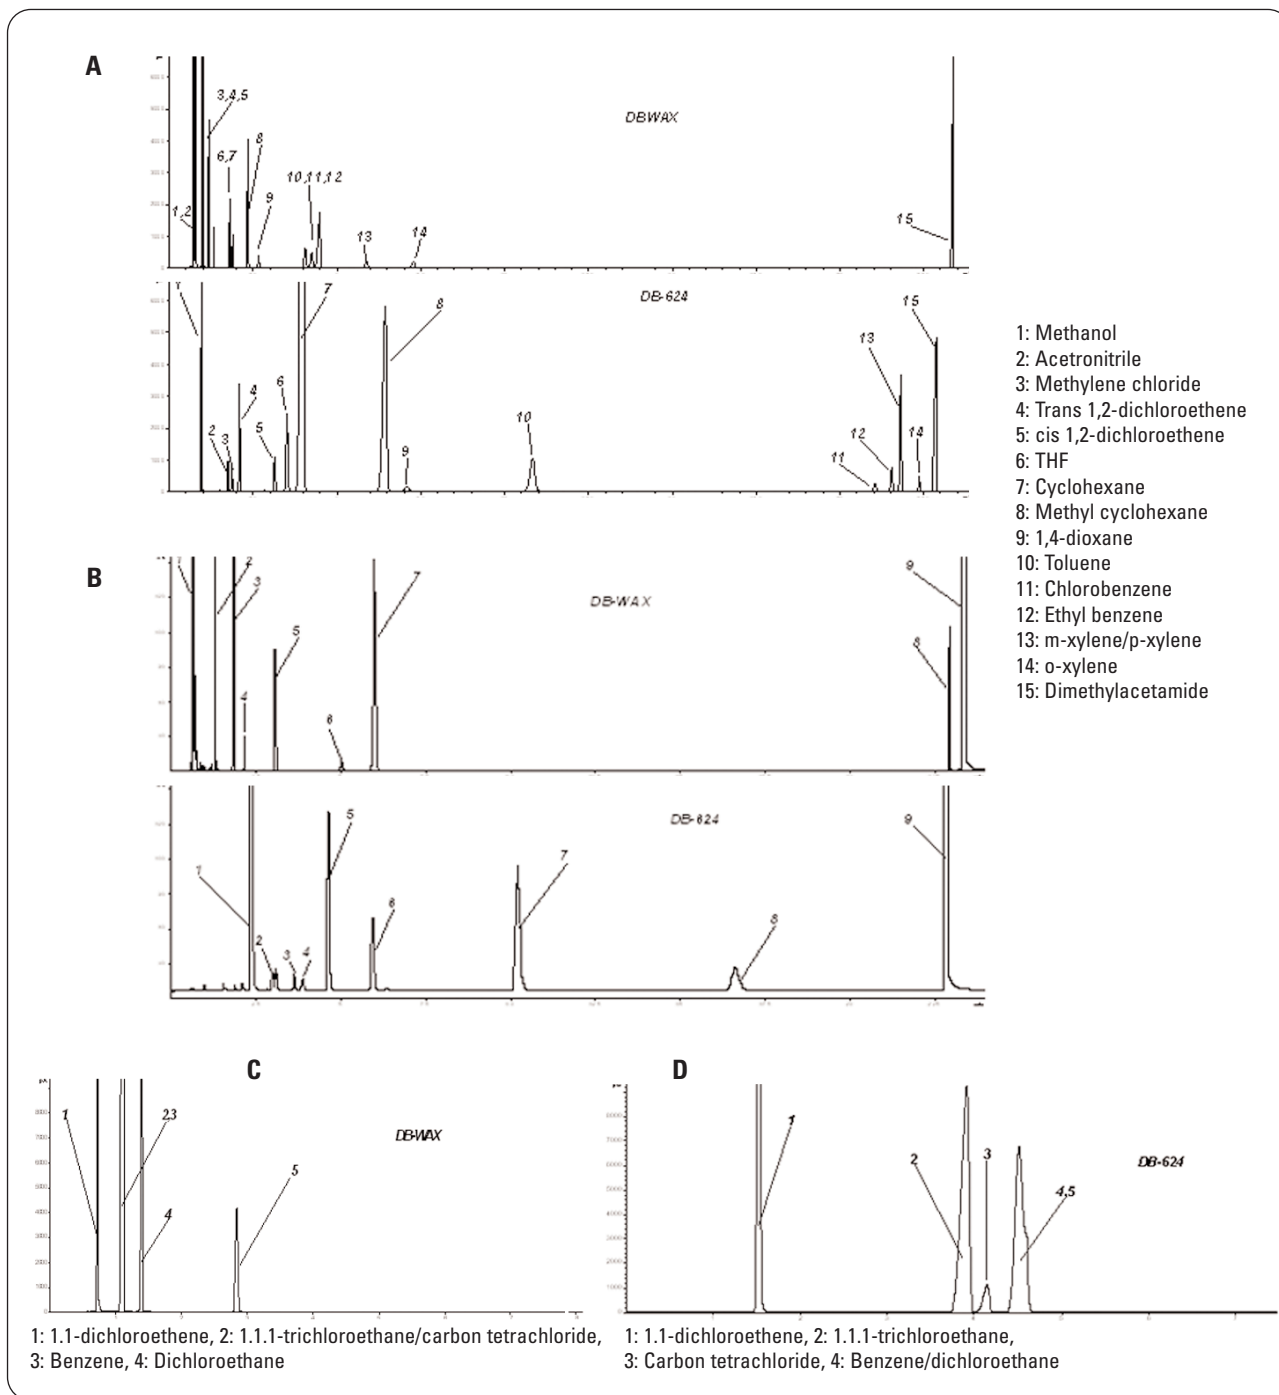 A
DBWAX
3,4,5
6,7
8
1,2
9
10,11,12
13
14
15
DB-624
7
8
15
13
6
4
10
5
2
3
9
12
14
11
1: Methanol
2: Acetronitrile
3: Methylene chloride
4: Trans 1,2-dichloroethene
5: cis 1,2-dichloroethene
6: THF
7: Cyclohexane
8: Methyl cyclohexane
9: 1,4-dioxane
10: Toluene
11: Chlorobenzene
12: Ethyl benzene
13: m-xylene/p-xylene
14: o-xylene
15: Dimethylacetamide
B
DB-WAX
1
2
3
7
9
5
8
4
6
DB-624
5
9
7
1
6
2
3
4
8
C
DB-WAX
1
23
5
4
1: 1.1-dichloroethene, 2: 1.1.1-trichloroethane/carbon tetrachloride,
3: Benzene, 4: Dichloroethane
D
DB-624
1
2
3
4,5
1: 1.1-dichloroethene, 2: 1.1.1-trichloroethane,
3: Carbon tetrachloride, 4: Benzene/dichloroethane